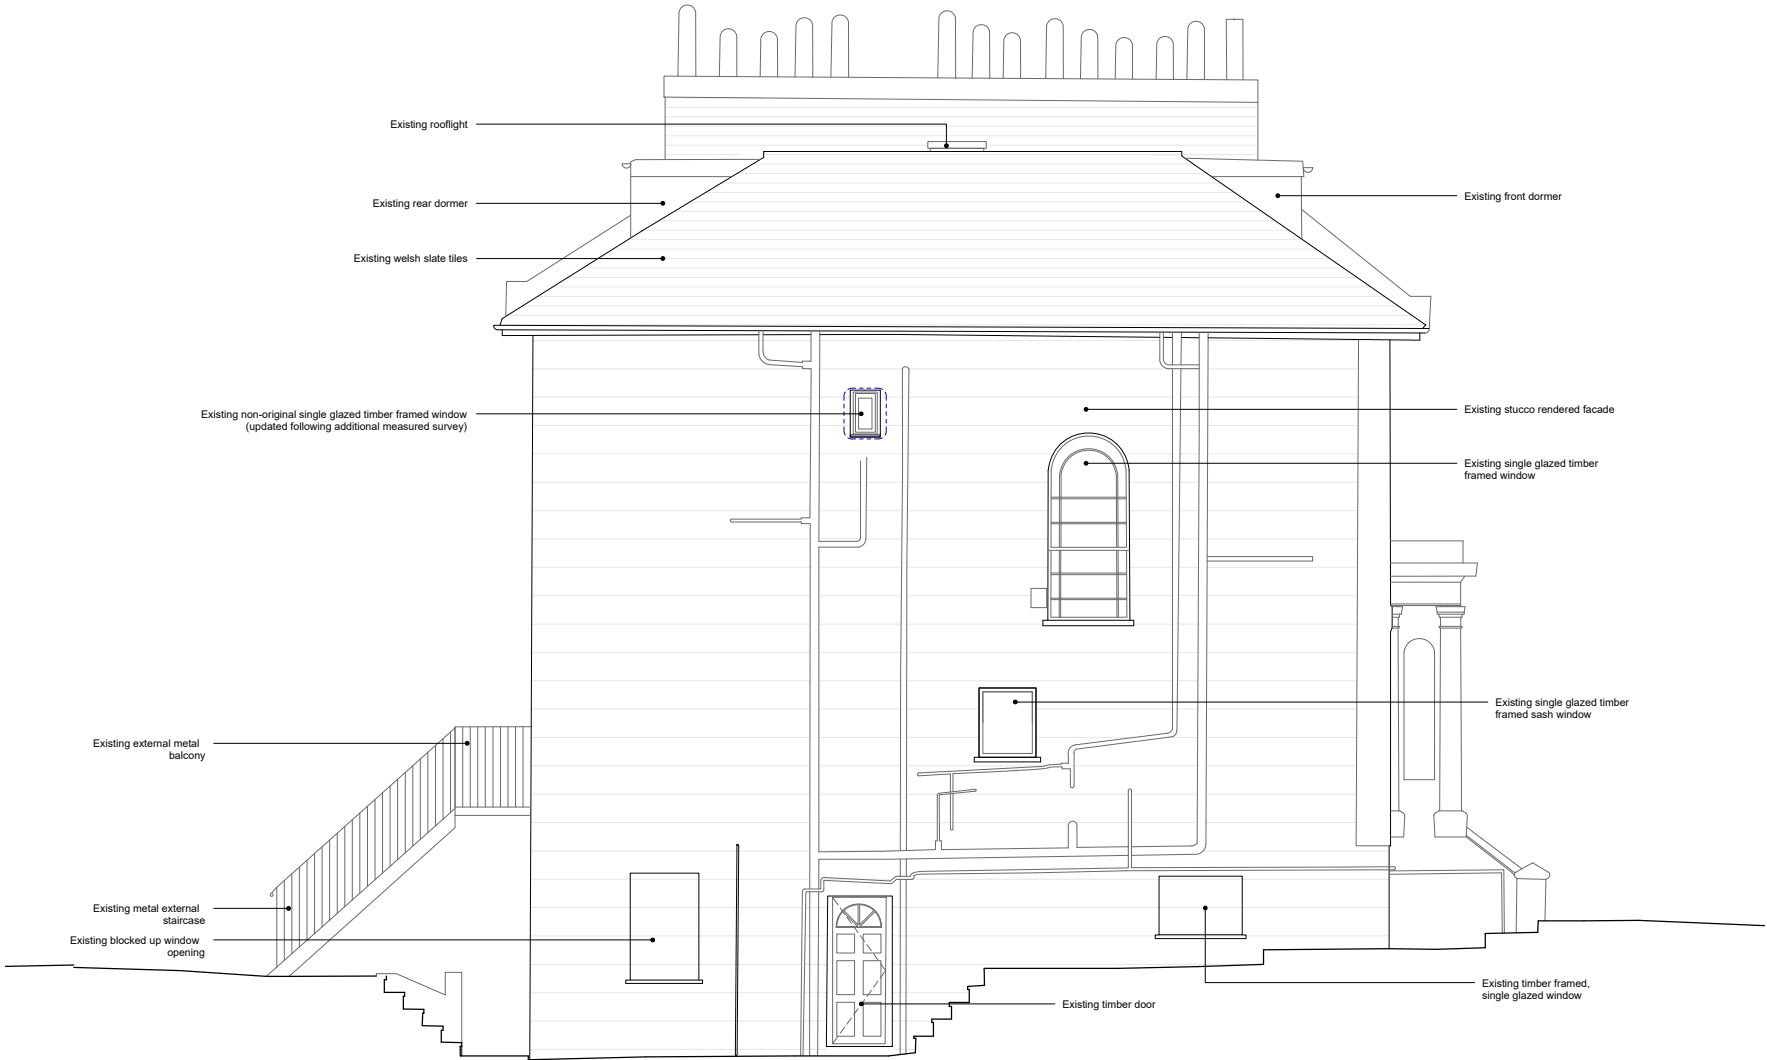 Existing rooflight
Existing rear dormer
Existing welsh slate tiles
Existing non-original single glazed timber framed window
(updated following additional measured survey)
Existing external metal
balcony
Existing metal external
staircase
Existing blocked up window
opening
Existing front dormer
Existing stucco rendered facade
Existing single glazed timber
framed window
Existing single glazed timber
framed sash window
Existing timber framed,
single glazed window
Existing timber door